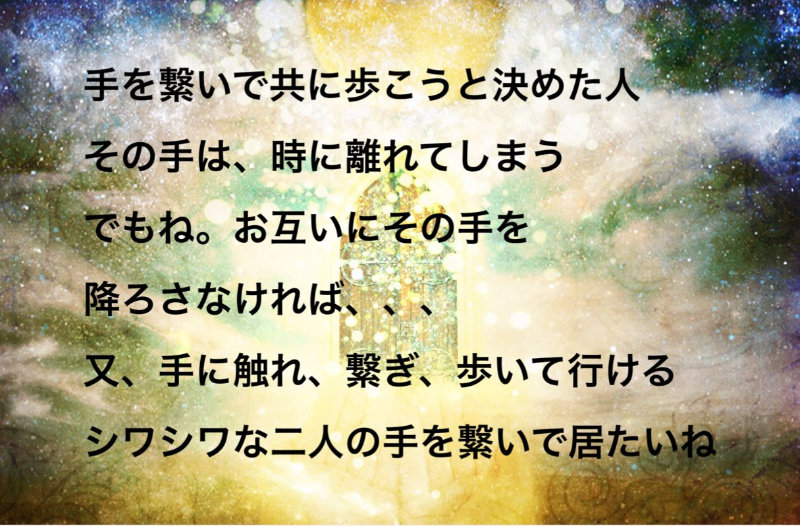 手を繋いで共に歩こうと決めた人
その手は、時に離れてしまう
でもね。お互いにその手を
降ろさなければ、、、
又、手に触れ、繋ぎ、歩いて行ける
シワシワな二人の手を繋いで居たいね